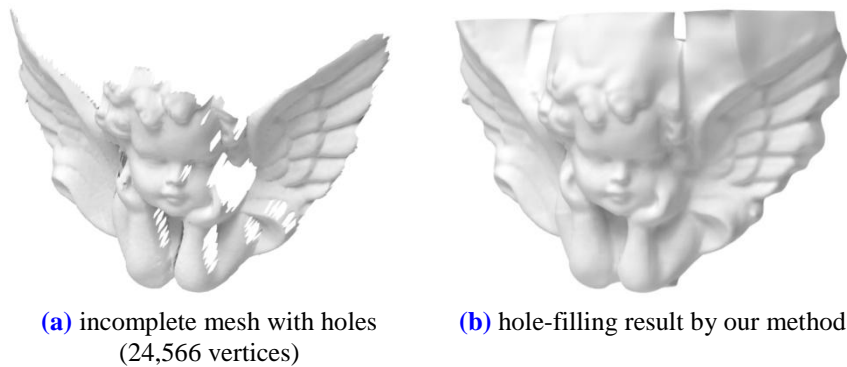 (a) incomplete mesh with holes
(24,566 vertices)
(b) hole-filling result by our method